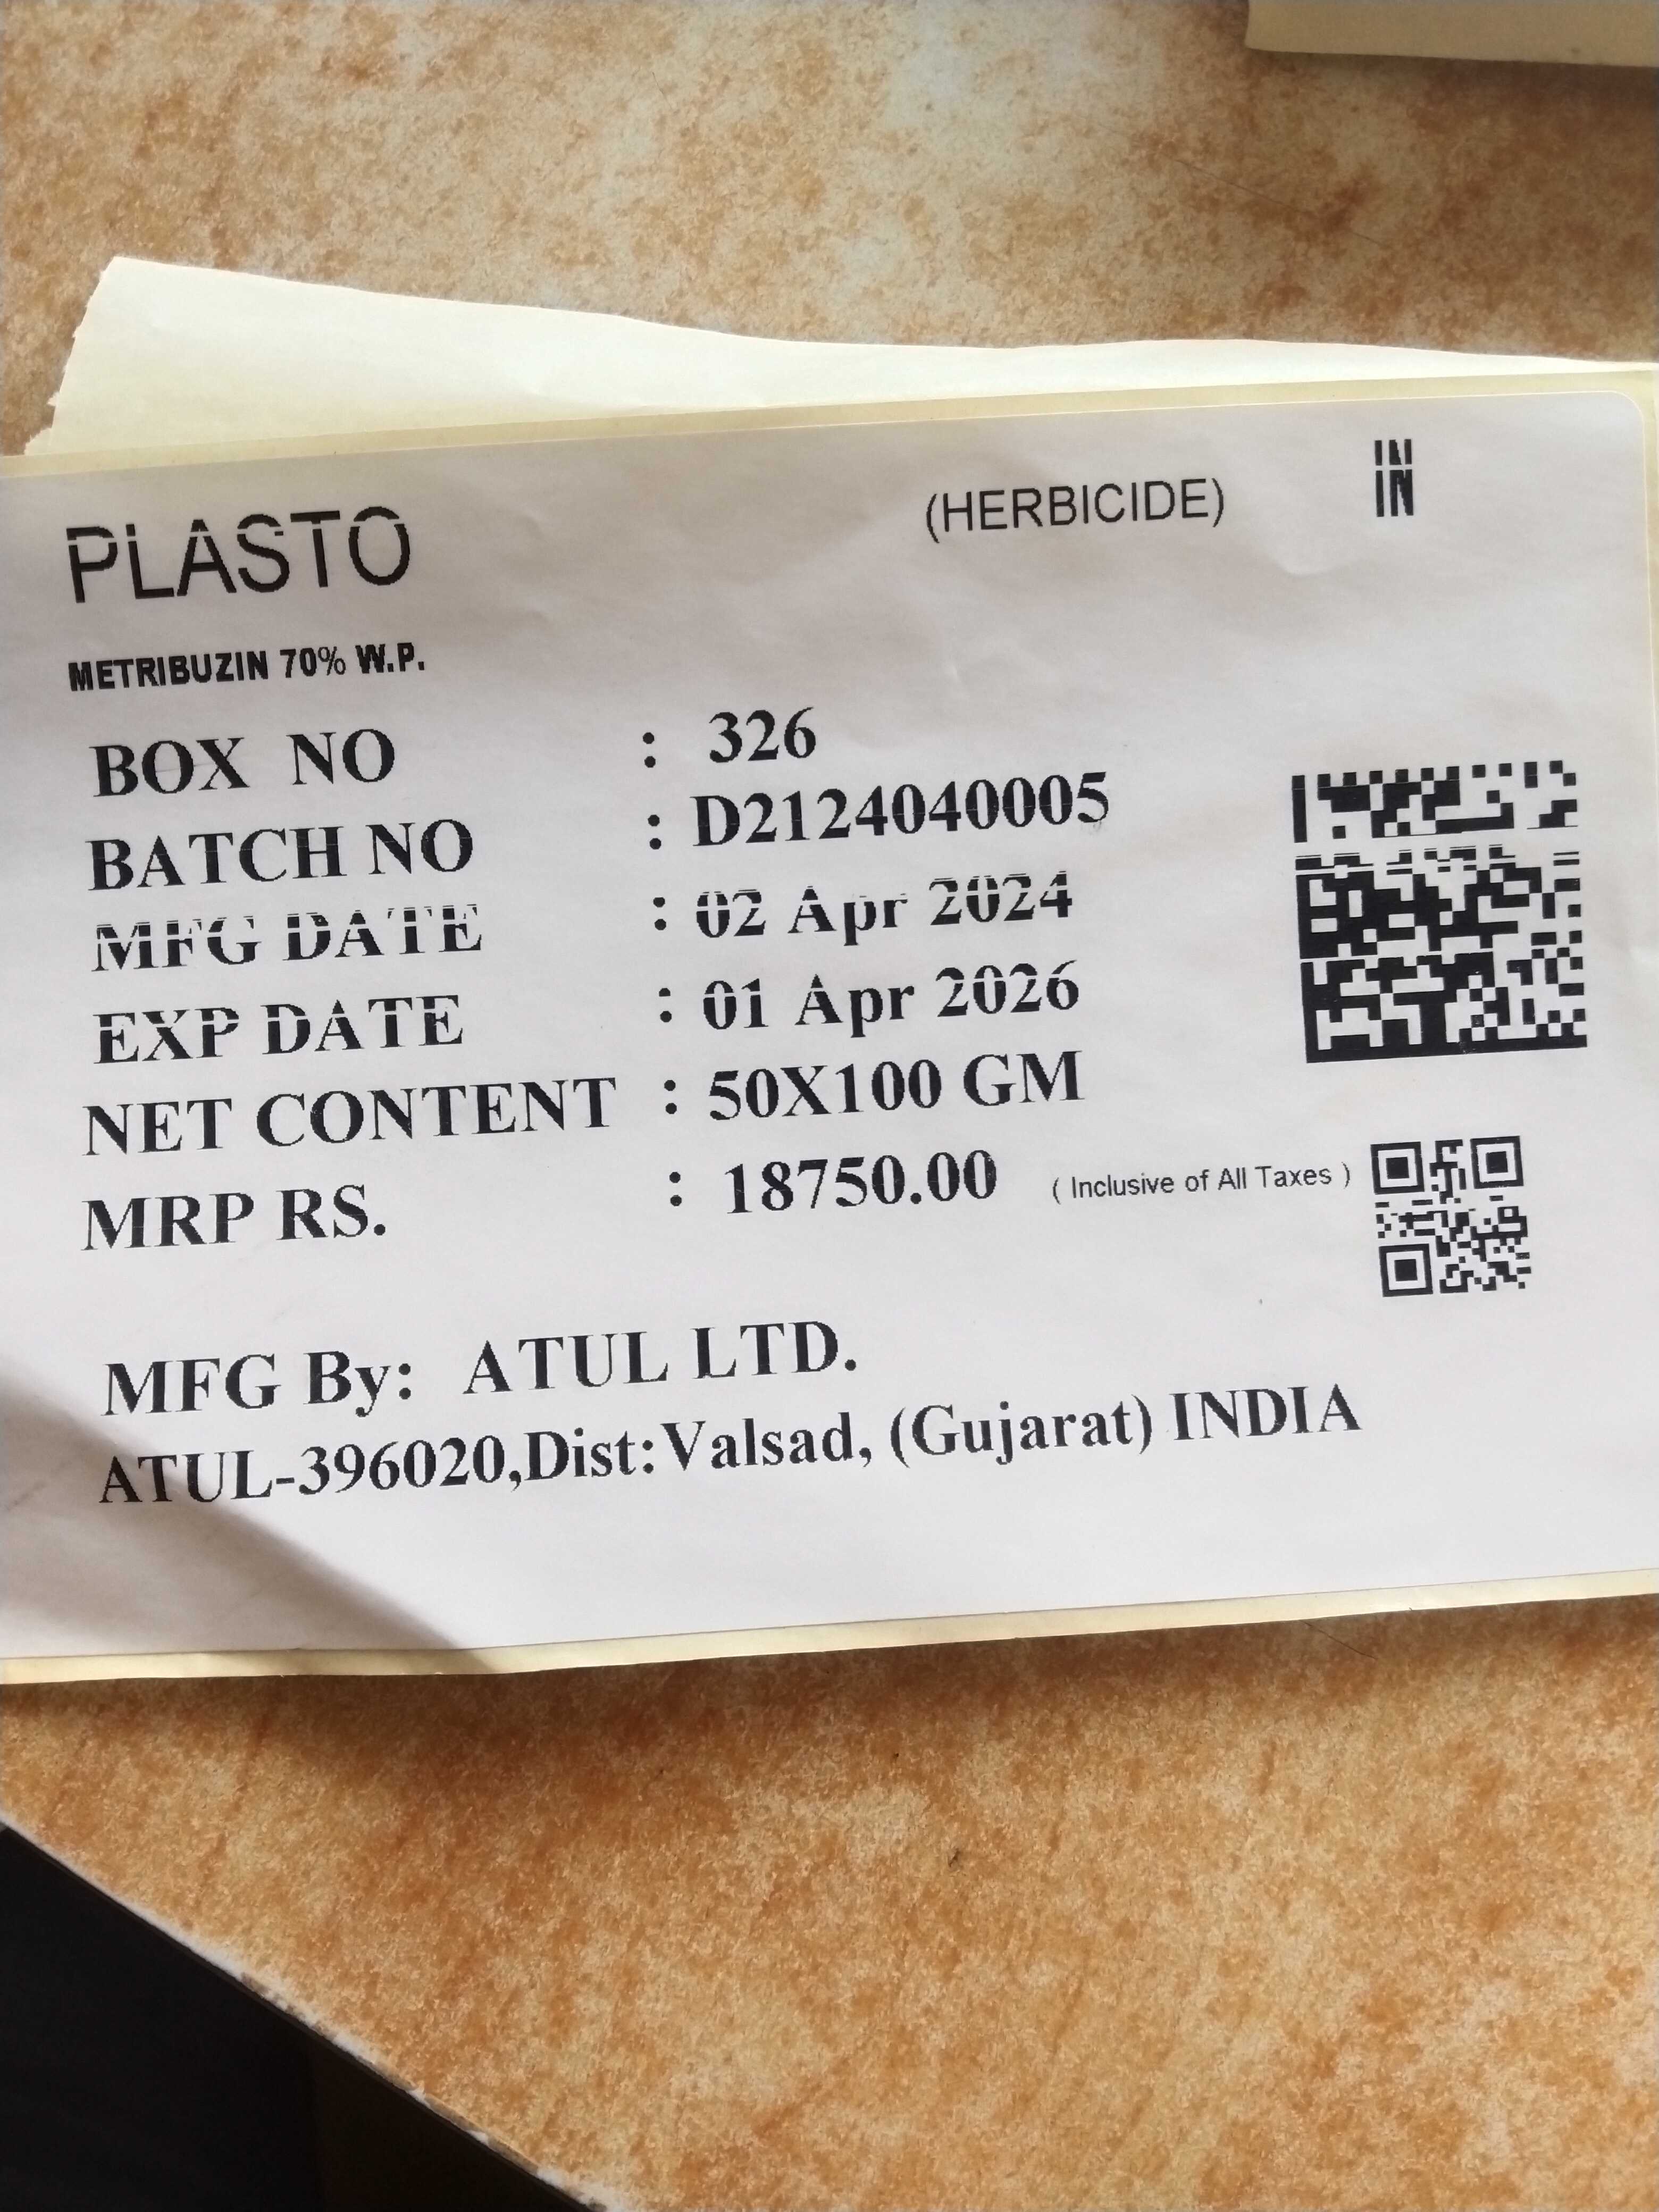 PLASTO (HERBICIDE) IN
METRIBUZIN 70% W.P.
BOX NO : 326
BATCH NO : D2124040005
MFG DATE : 02 Apr 2024
EXP DATE : 01 Apr 2026
NET CONTENT : 50X100 GM
MRP RS. : 18750.00 ( Inclusive of All Taxes )
MFG By: ATUL LTD.
ATUL-396020,Dist:Valsad, (Gujarat) INDIA